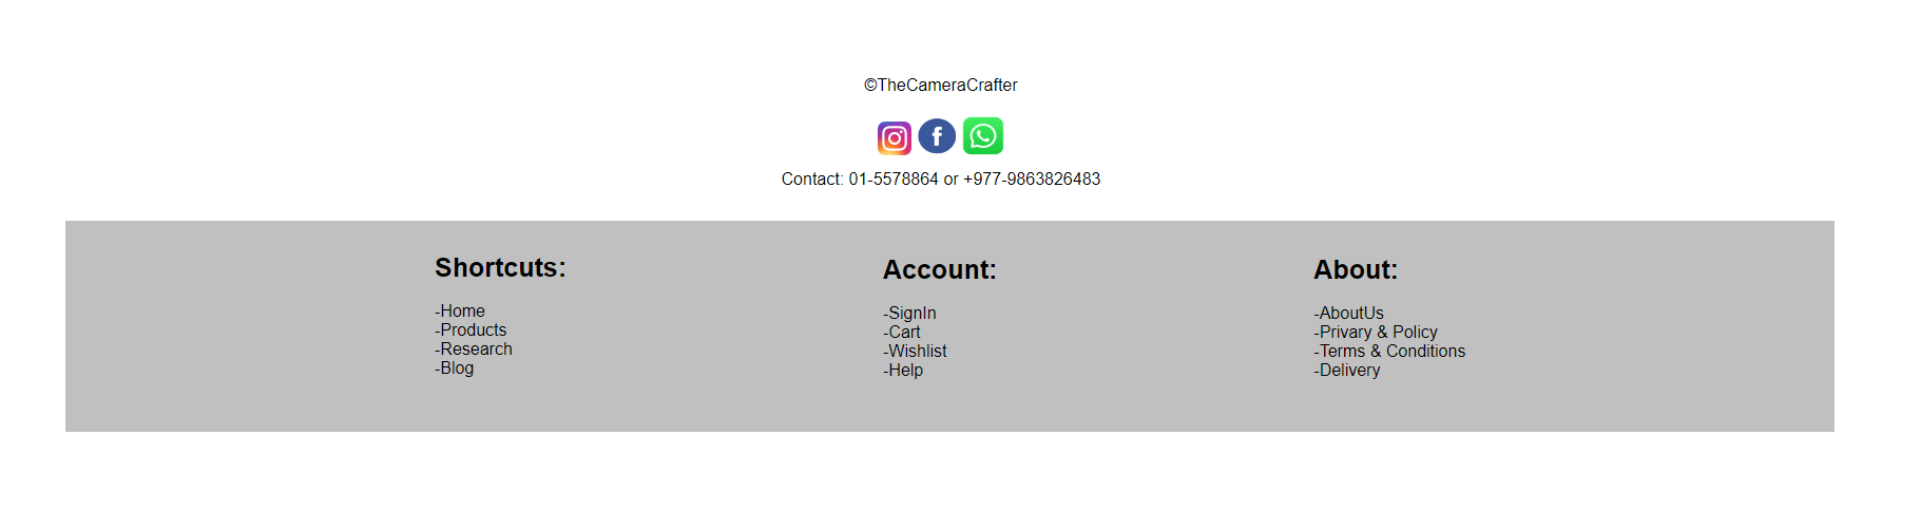 ©TheCameraCrafter
Contact: 01-5578864 or +977-9863826483
Shortcuts:
-Home
-Products
-Research
-Blog
Account:
-SignIn
-Cart
-Wishlist
-Help
About:
-AboutUs
-Privary & Policy
-Terms & Conditions
-Delivery